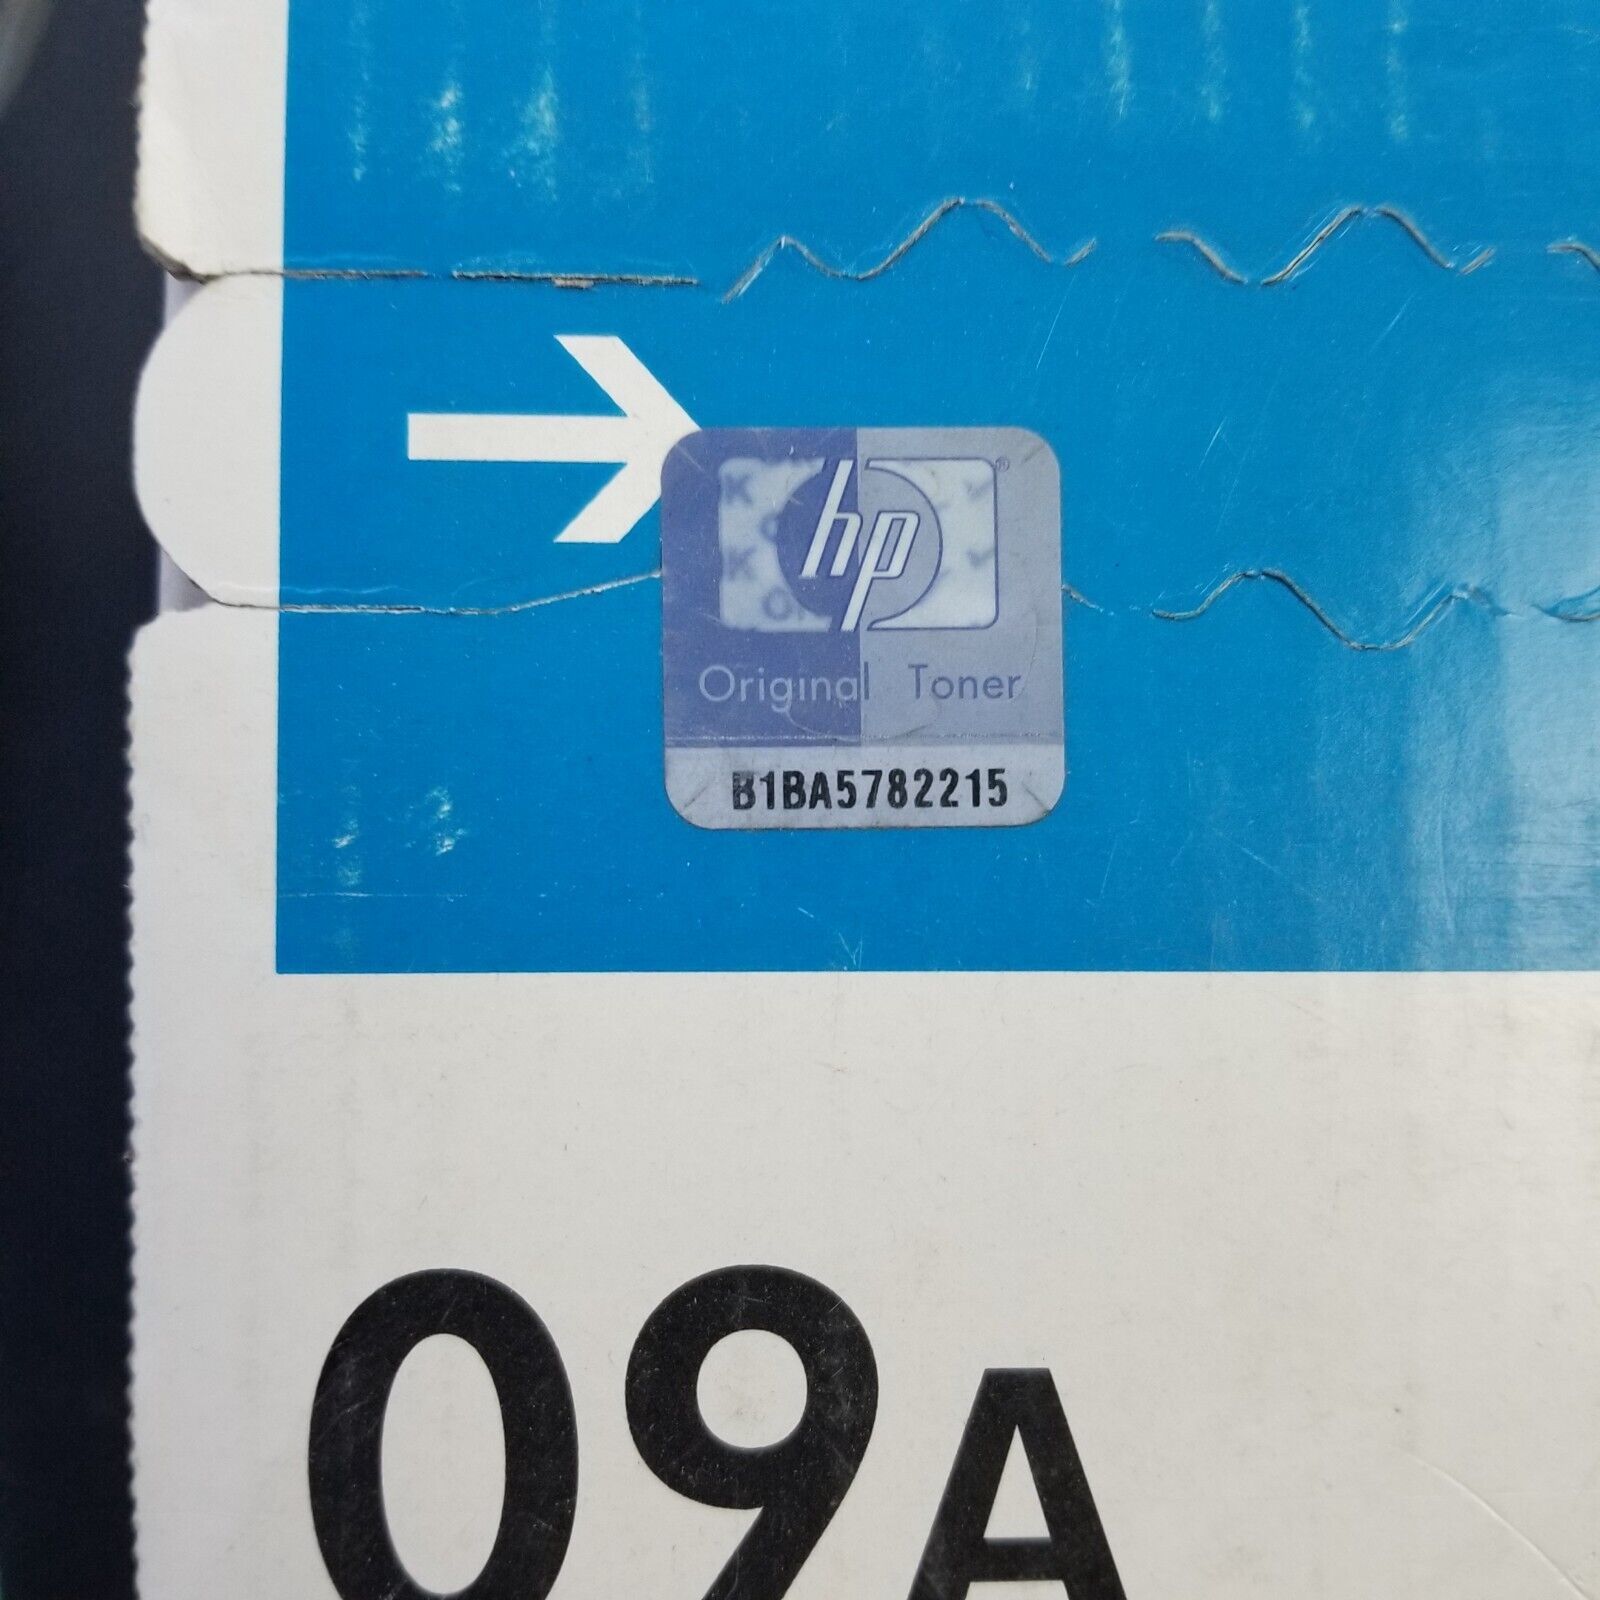 hp®
Original Toner
B1BA5782215
09A